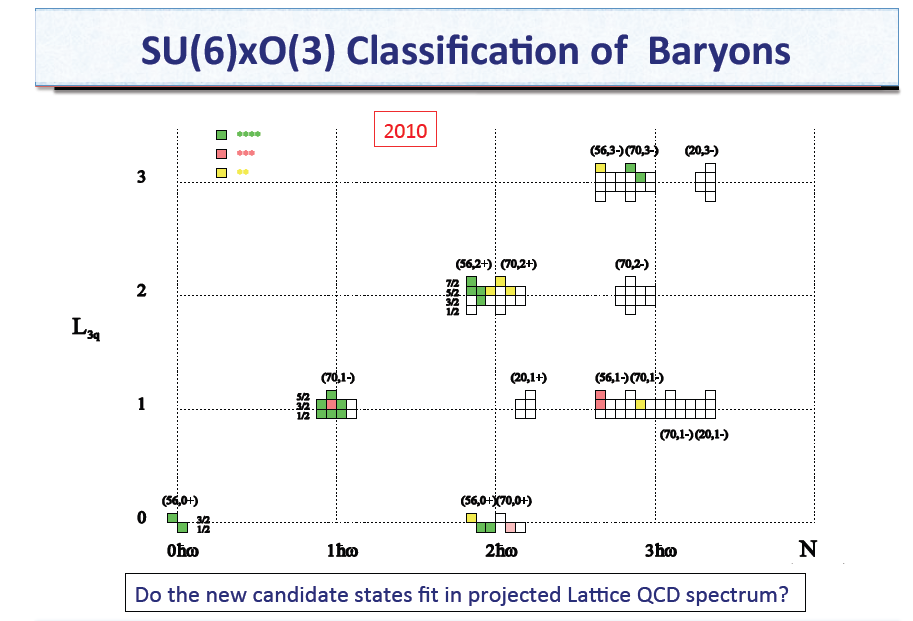 SU(6)xO(3) Classification of Baryons
2010
****
***
**
(56,3-) (70,3-) (20,3-)
3
(56,2+) (70,2+) (70,2-)
7/2
5/2
3/2
1/2
2
L3q
(70,1-) (20,1+) (56,1-) (70,1-)
5/2
3/2
1/2
1
(70,1-) (20,1-)
(56,0+) (56,0+) (70,0+)
0
3/2
1/2
0ħω 1ħω 2ħω 3ħω N
Do the new candidate states fit in projected Lattice QCD spectrum?